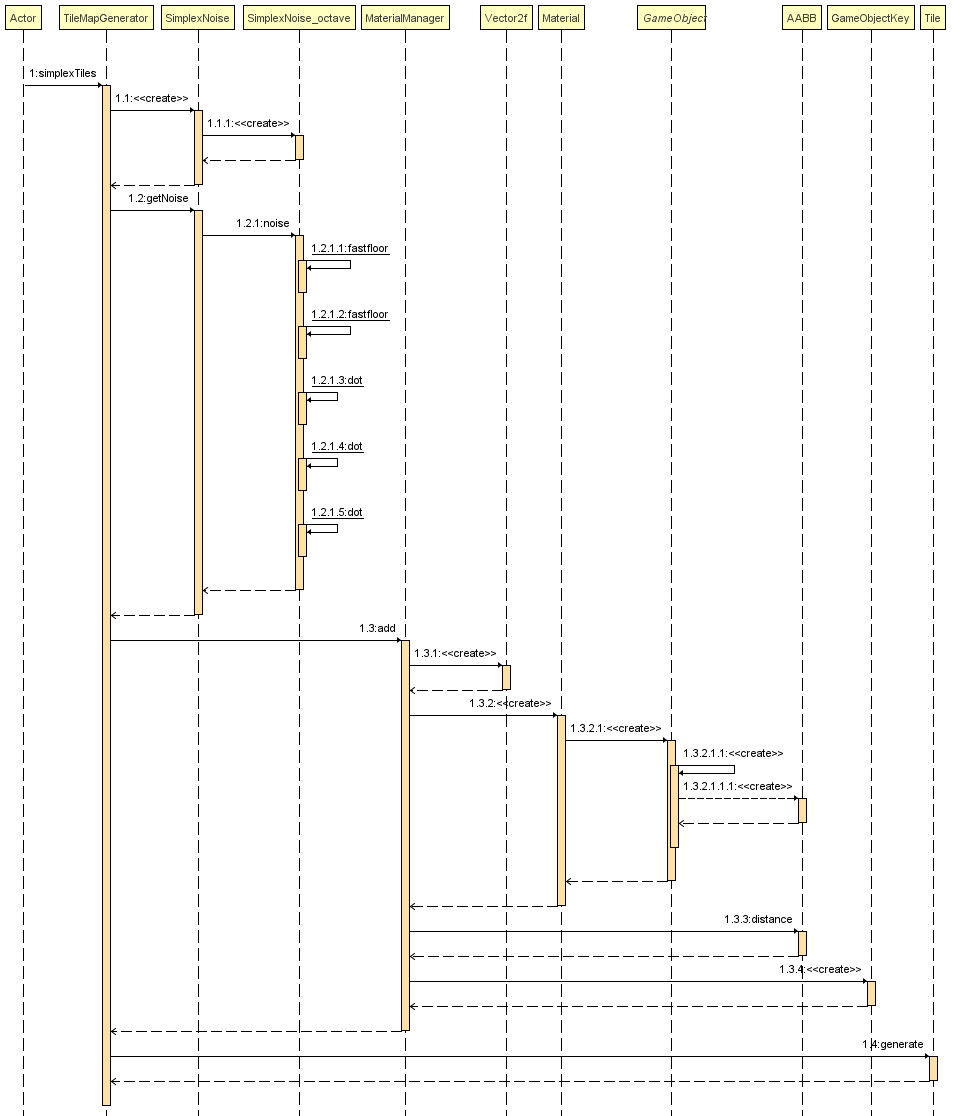 Actor TileMapGenerator SimplexNoise SimplexNoise_octave MaterialManager Vector2f Material GameObject AABB GameObjectKey Tile
1:simplexTiles
1.1:<<create>>
1.1.1:<<create>>
1.2:getNoise
1.2.1:noise
1.2.1.1:fastfloor
1.2.1.2:fastfloor
1.2.1.3:dot
1.2.1.4:dot
1.2.1.5:dot
1.3:add
1.3.1:<<create>>
1.3.2:<<create>>
1.3.2.1:<<create>>
1.3.2.1.1:<<create>>
1.3.2.1.1.1:<<create>>
1.3.3:distance
1.3.4:<<create>>
1.4:generate